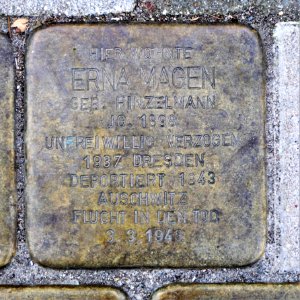 HIER WOHNTE
ERNA MAGEN
GEB. HINZELMANN
JG. 1899
UNFREIWILLIG VERZOGEN
1937 DRESDEN
DEPORTIERT 1943
AUSCHWITZ
FLUCHT IN DEN TOD
3.1943